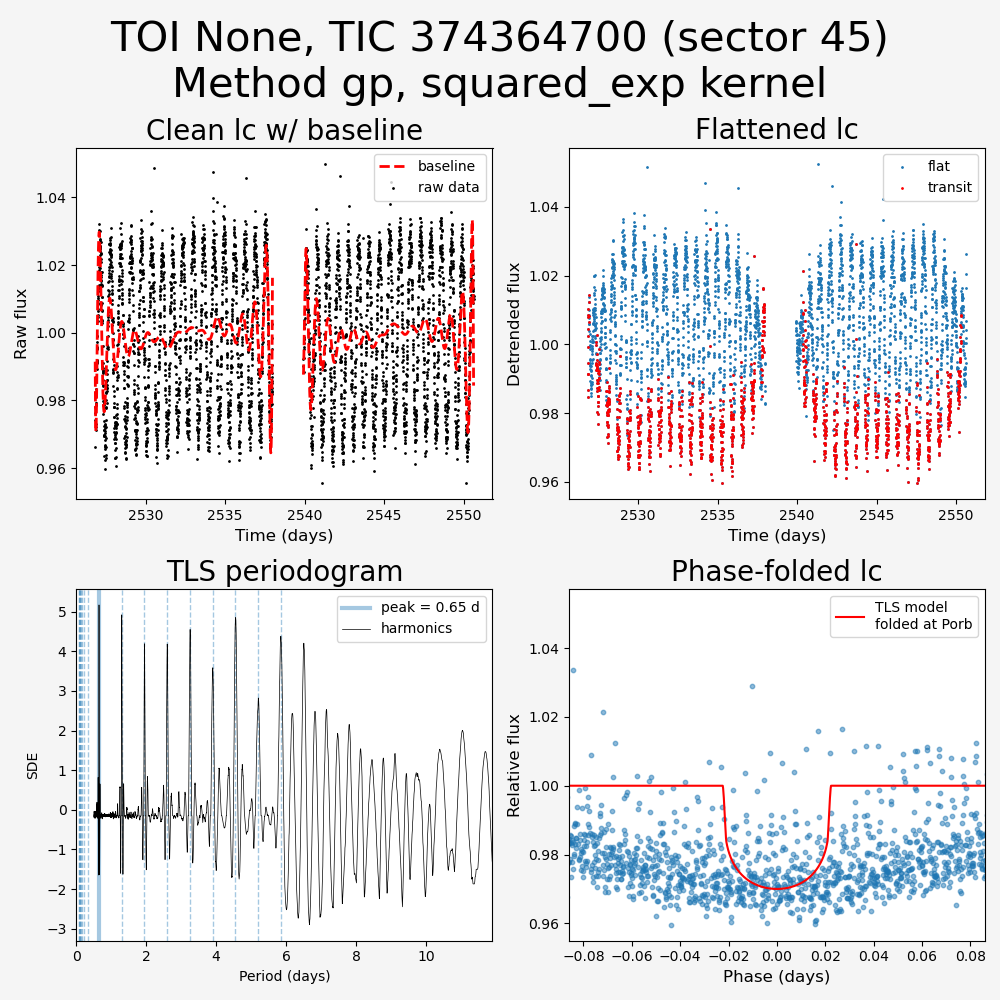 TOI None, TIC 374364700 (sector 45)
Method gp, squared_exp kernel
Clean lc w/ baseline
baseline
raw data
1.04
1.02
1.00
0.98
0.96
Raw flux
2530
2535
2540
2545
2550
Time (days)
Flattened lc
flat
transit
1.04
1.02
1.00
0.98
0.96
Detrended flux
2530
2535
2540
2545
2550
Time (days)
TLS periodogram
peak = 0.65 d
harmonics
5
4
3
2
1
0
−1
−2
−3
SDE
0
2
4
6
8
10
Period (days)
Phase-folded lc
TLS model
folded at Porb
1.04
1.02
1.00
0.98
0.96
Relative flux
−0.08
−0.06
−0.04
−0.02
0.00
0.02
0.04
0.06
0.08
Phase (days)